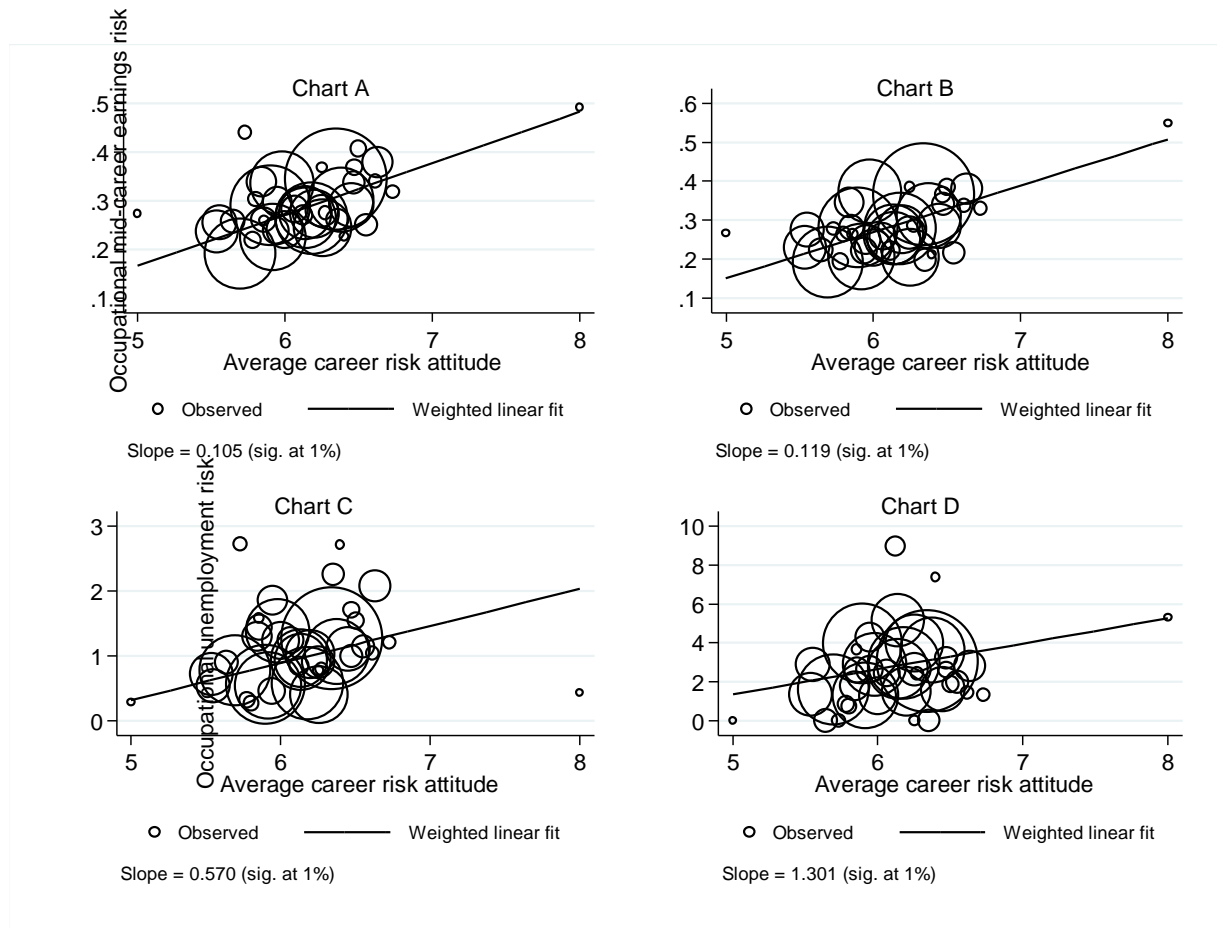 Occupational mid-career earnings risk
Chart A
.5
.4
.3
.2
.1
5 6 7 8
Average career risk attitude
Observed Weighted linear fit
Slope = 0.105 (sig. at 1%)
Chart B
.6
.5
.4
.3
.2
.1
5 6 7 8
Average career risk attitude
Observed Weighted linear fit
Slope = 0.119 (sig. at 1%)
Occupational unemployment risk
Chart C
3
2
1
0
5 6 7 8
Average career risk attitude
Observed Weighted linear fit
Slope = 0.570 (sig. at 1%)
Chart D
10
8
6
4
2
0
5 6 7 8
Average career risk attitude
Observed Weighted linear fit
Slope = 1.301 (sig. at 1%)